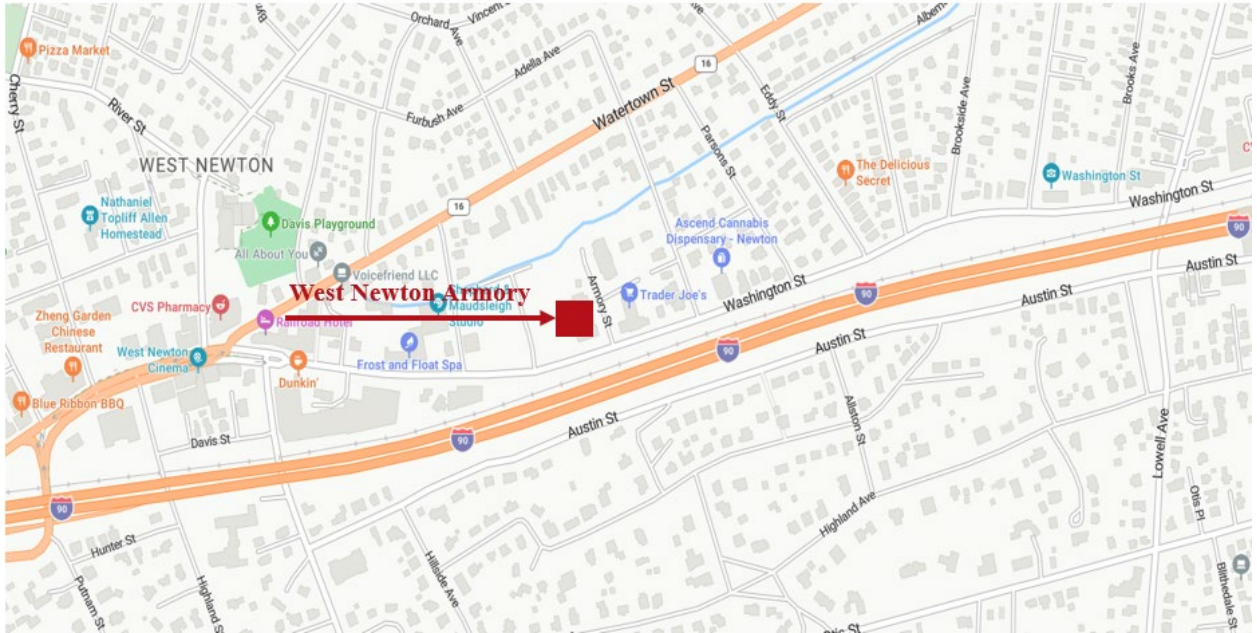 Pizza Market
Cherry St
River St
WEST NEWTON
Nathaniel
Topliff Allen
Homestead
Orchard Ave
Vincent
Adella Ave
Furbush Ave
16
Watertown St
16
Albem
Eddy St
Parsons St
Brookside Ave
Brooks Ave
The Delicious
Secret
Washington St
Washington St
90
Austin St
Davis Playground
All About You
Voicefriend LLC
West Newton Armory
Maudsleigh
Studio
CVS Pharmacy
Railroad Hotel
Zheng Garden
Chinese
Restaurant
West Newton
Cinema
Blue Ribbon BBQ
Dunkin'
Frost and Float Spa
Armory St
Trader Joe's
Ascend Cannabis
Dispensary - Newton
Washington St
90
90
Austin St
Austin St
Davis St
Austin St
90
90
Hunter St
Putnam St
Highland St
Hillside Ave
Allston St
Highland Ave
Lowell Ave
Otis Pl
Blithedale St
Otis St